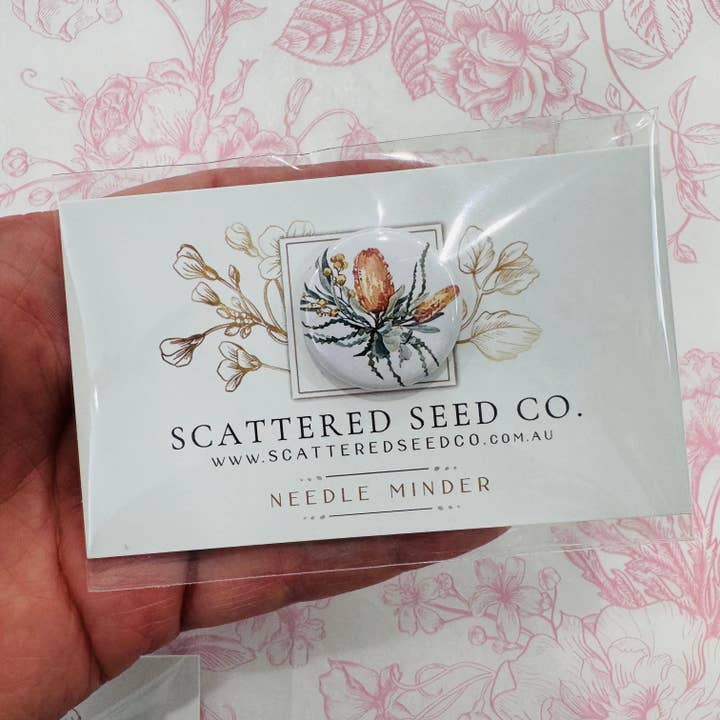 SCATTERED SEED CO.
WWW.SCATTEREDSEEDCO.COM.AU
NEEDLE MINDER